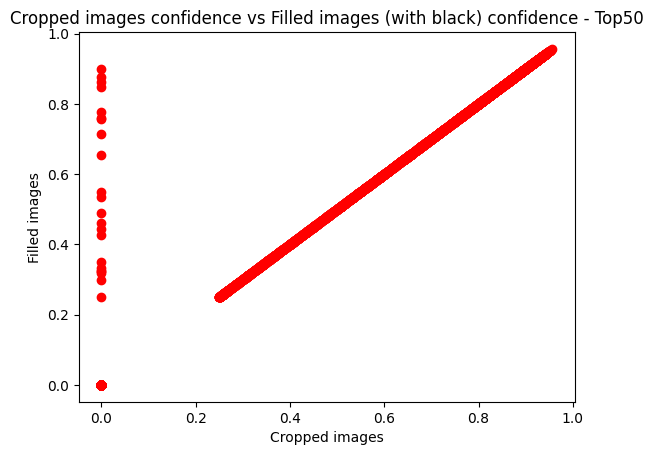 Cropped images confidence vs Filled images (with black) confidence - Top50
1.0
0.8
0.6
0.4
0.2
0.0
Filled images
0.0 0.2 0.4 0.6 0.8 1.0
Cropped images